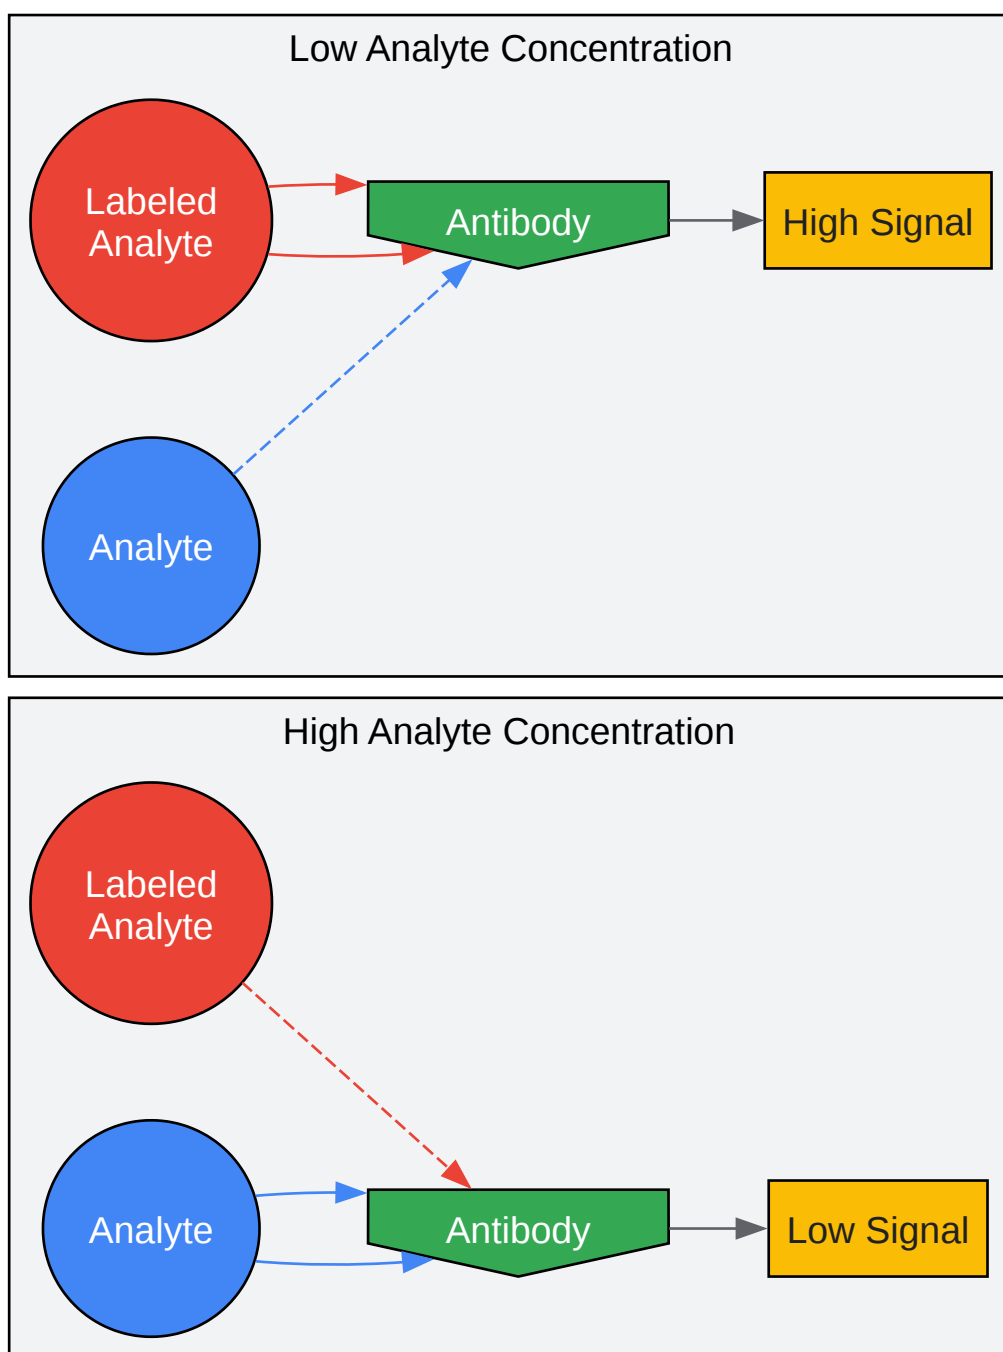 Low Analyte Concentration
Labeled
Analyte
Antibody
High Signal
Analyte
High Analyte Concentration
Labeled
Analyte
Analyte
Antibody
Low Signal